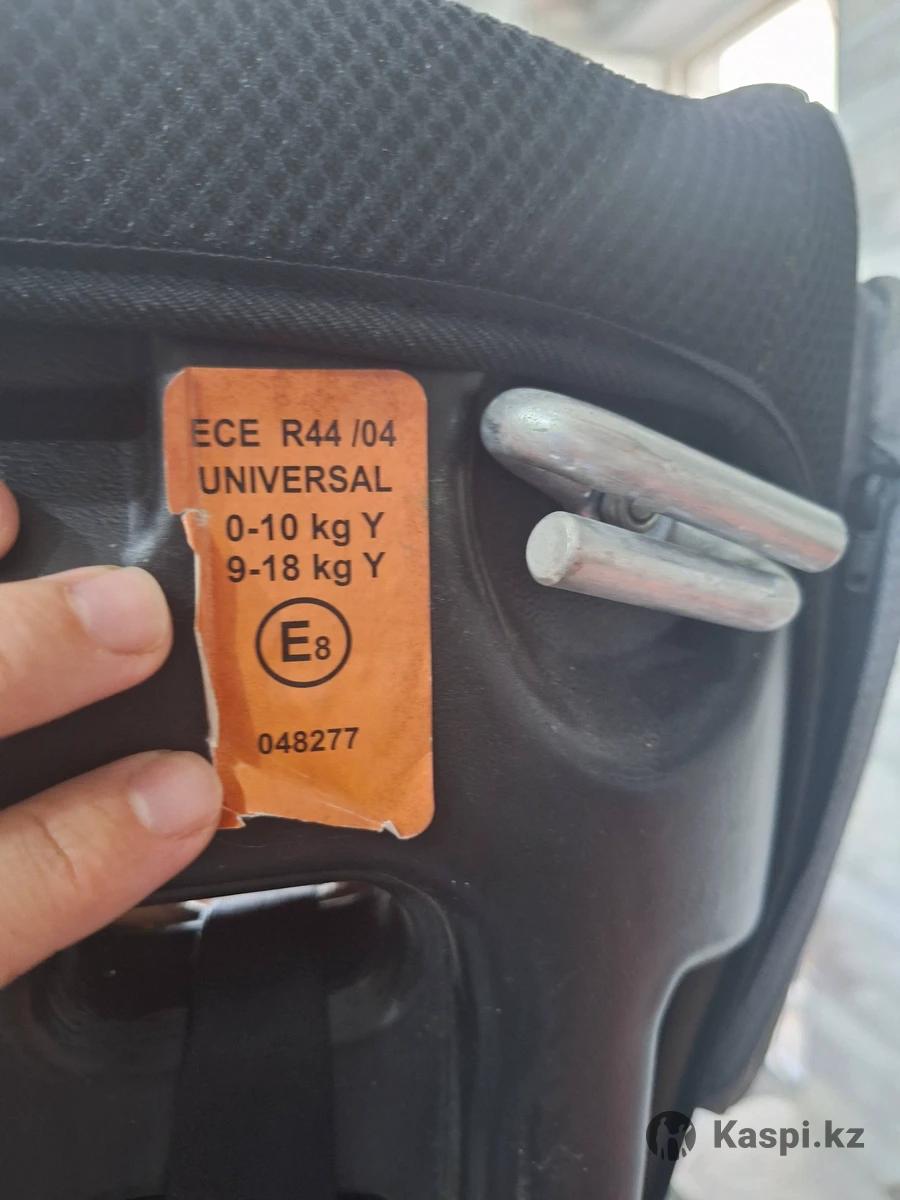 ECE R44 /04
UNIVERSAL
0-10 kg Y
9-18 kg Y
E8
048277
Kaspi.kz